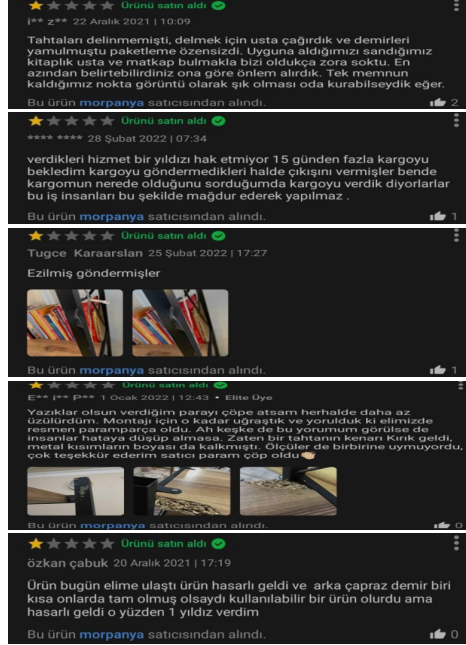 Ürünü satın aldı
i** z** 22 Aralık 2021 | 10:09
Tahtaları delinmemişti, delmek için usta çağırdık ve demirleri
yamulmuştu paketleme özensizdi. Uyguna aldığımızı sandığımız
kitaplık usta ve matkap bulmakla bizi oldukça zora soktu. En
azından belirtebilirdiniz ona göre önlem alırdık. Tek memnun
kaldığımız nokta görüntü olarak şık olması oda kurabilseydik eğer.
Bu ürün morpanya satıcısından alındı. 2
Ürünü satın aldı
**** **** 28 Şubat 2022 | 07:34
verdikleri hizmet bir yıldızı hak etmiyor 15 günden fazla kargoyu
bekledim kargoyu göndermedikleri halde çıkışını vermişler bende
kargomun nerede olduğunu sorduğumda kargoyu verdik diyorlarlar
bu iş insanları bu şekilde mağdur ederek yapılmaz .
Bu ürün morpanya satıcısından alındı. 1
Ürünü satın aldı
Tugce Karaarslan 25 Şubat 2022 | 17:27
Ezilmiş göndermişler
Bu ürün morpanya satıcısından alındı. 1
Ürünü satın aldı
E** i** P** 1 Ocak 2022 | 12:43 • Elite Üye
Yazıklar olsun verdiğim parayı çöpe atsam herhalde daha az
üzülürdüm. Montajı için o kadar uğraştık ve yorulduk ki elimizde
resmen paramparça oldu. Ah keşke de bu yorumum görülse de
insanlar hataya düşüp almasa. Zaten bir tahtanın kenarı Kırık geldi,
metal kısımların boyası da kalkmıştı. Ölçüler de birbirine uymuyordu,
çok teşekkür ederim satıcı param çöp oldu👏🏻
Bu ürün morpanya satıcısından alındı. 0
Ürünü satın aldı
özkan çabuk 20 Aralık 2021 | 17:19
Ürün bugün elime ulaştı ürün hasarlı geldi ve arka çapraz demir biri
kısa onlarda tam olmuş olsaydı kullanılabilir bir ürün olurdu ama
hasarlı geldi o yüzden 1 yıldız verdim
Bu ürün morpanya satıcısından alındı. 0